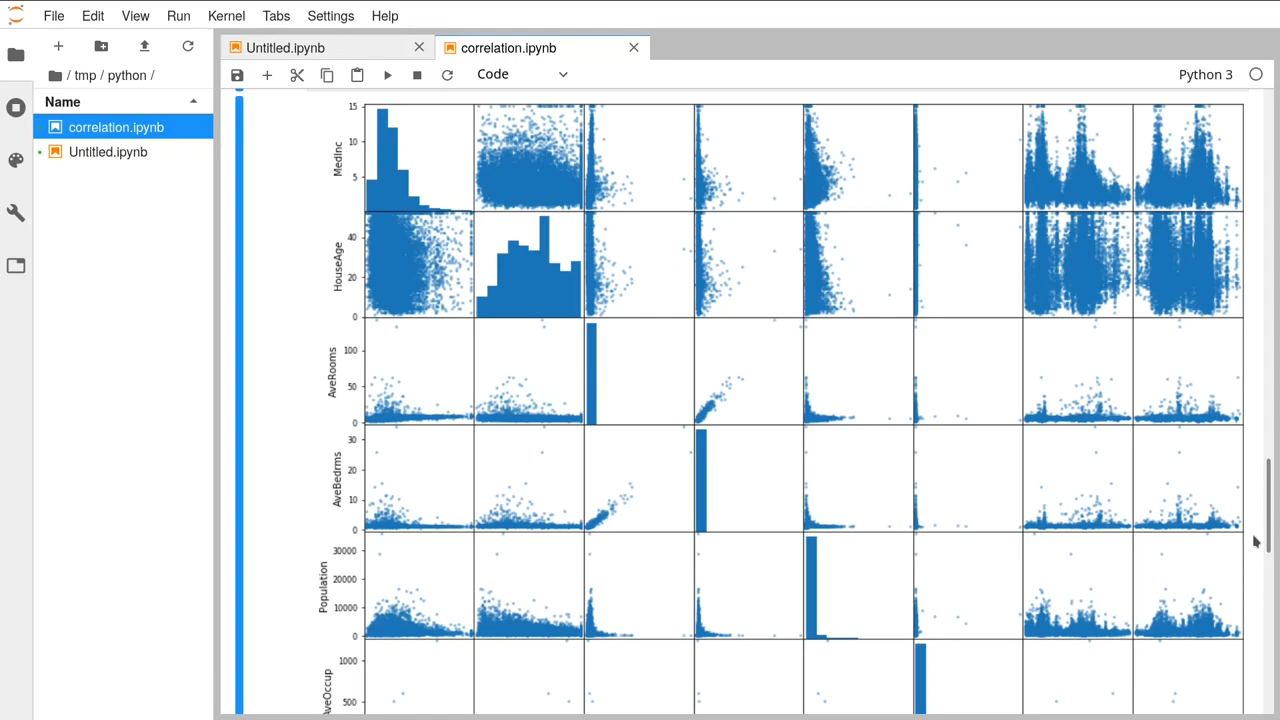 File Edit View Run Kernel Tabs Settings Help
Untitled.ipynb
correlation.ipynb
/ tmp / python /
Code
Python 3
Name
correlation.ipynb
Untitled.ipynb
15
10
5
MedInc
40
20
0
HouseAge
100
50
0
AveRooms
30
20
10
0
AveBedrms
30000
20000
10000
0
Population
1000
500
AveOccup